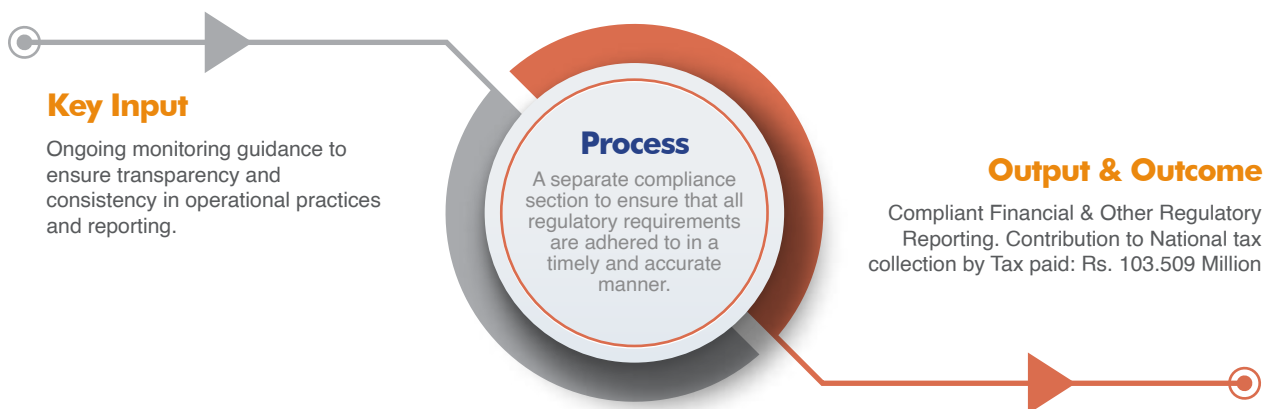 Key Input
Ongoing monitoring guidance to
ensure transparency and
consistency in operational practices
and reporting.
Process
A separate compliance
section to ensure that all
regulatory requirements
are adhered to in a
timely and accurate
manner.
Output & Outcome
Compliant Financial & Other Regulatory
Reporting. Contribution to National tax
collection by Tax paid: Rs. 103.509 Million